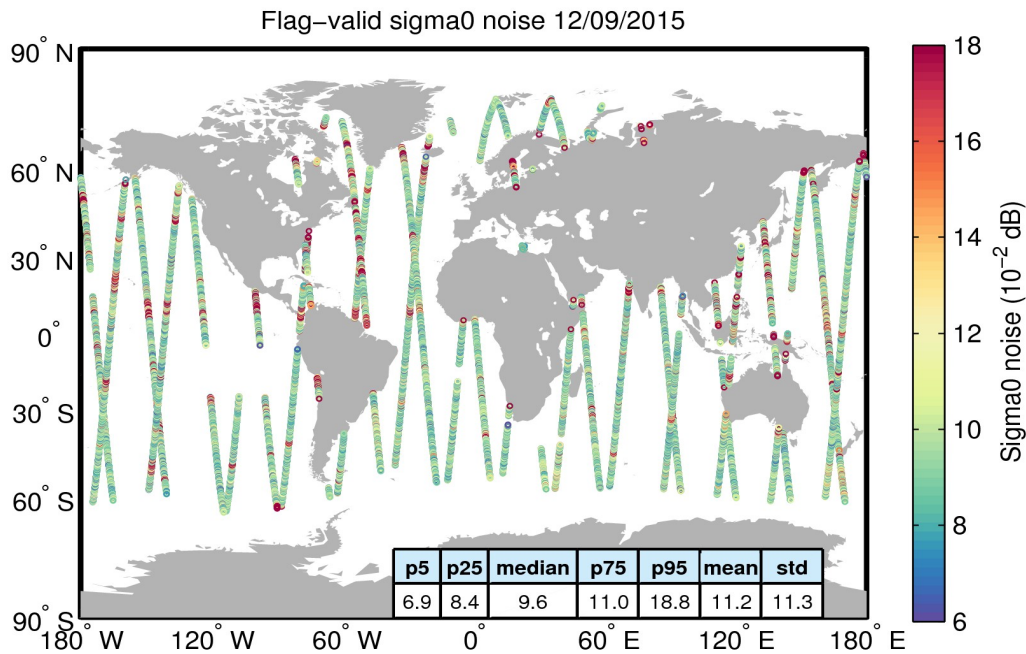 Flag−valid sigma0 noise 12/09/2015
90° N
60° N
30° N
0°
30° S
60° S
90° S
180° W
120° W
60° W
0°
60° E
120° E
180° E
p5 p25 median p75 p95 mean std
6.9 8.4 9.6 11.0 18.8 11.2 11.3
18
16
14
12
10
8
6
Sigma0 noise (10⁻² dB)